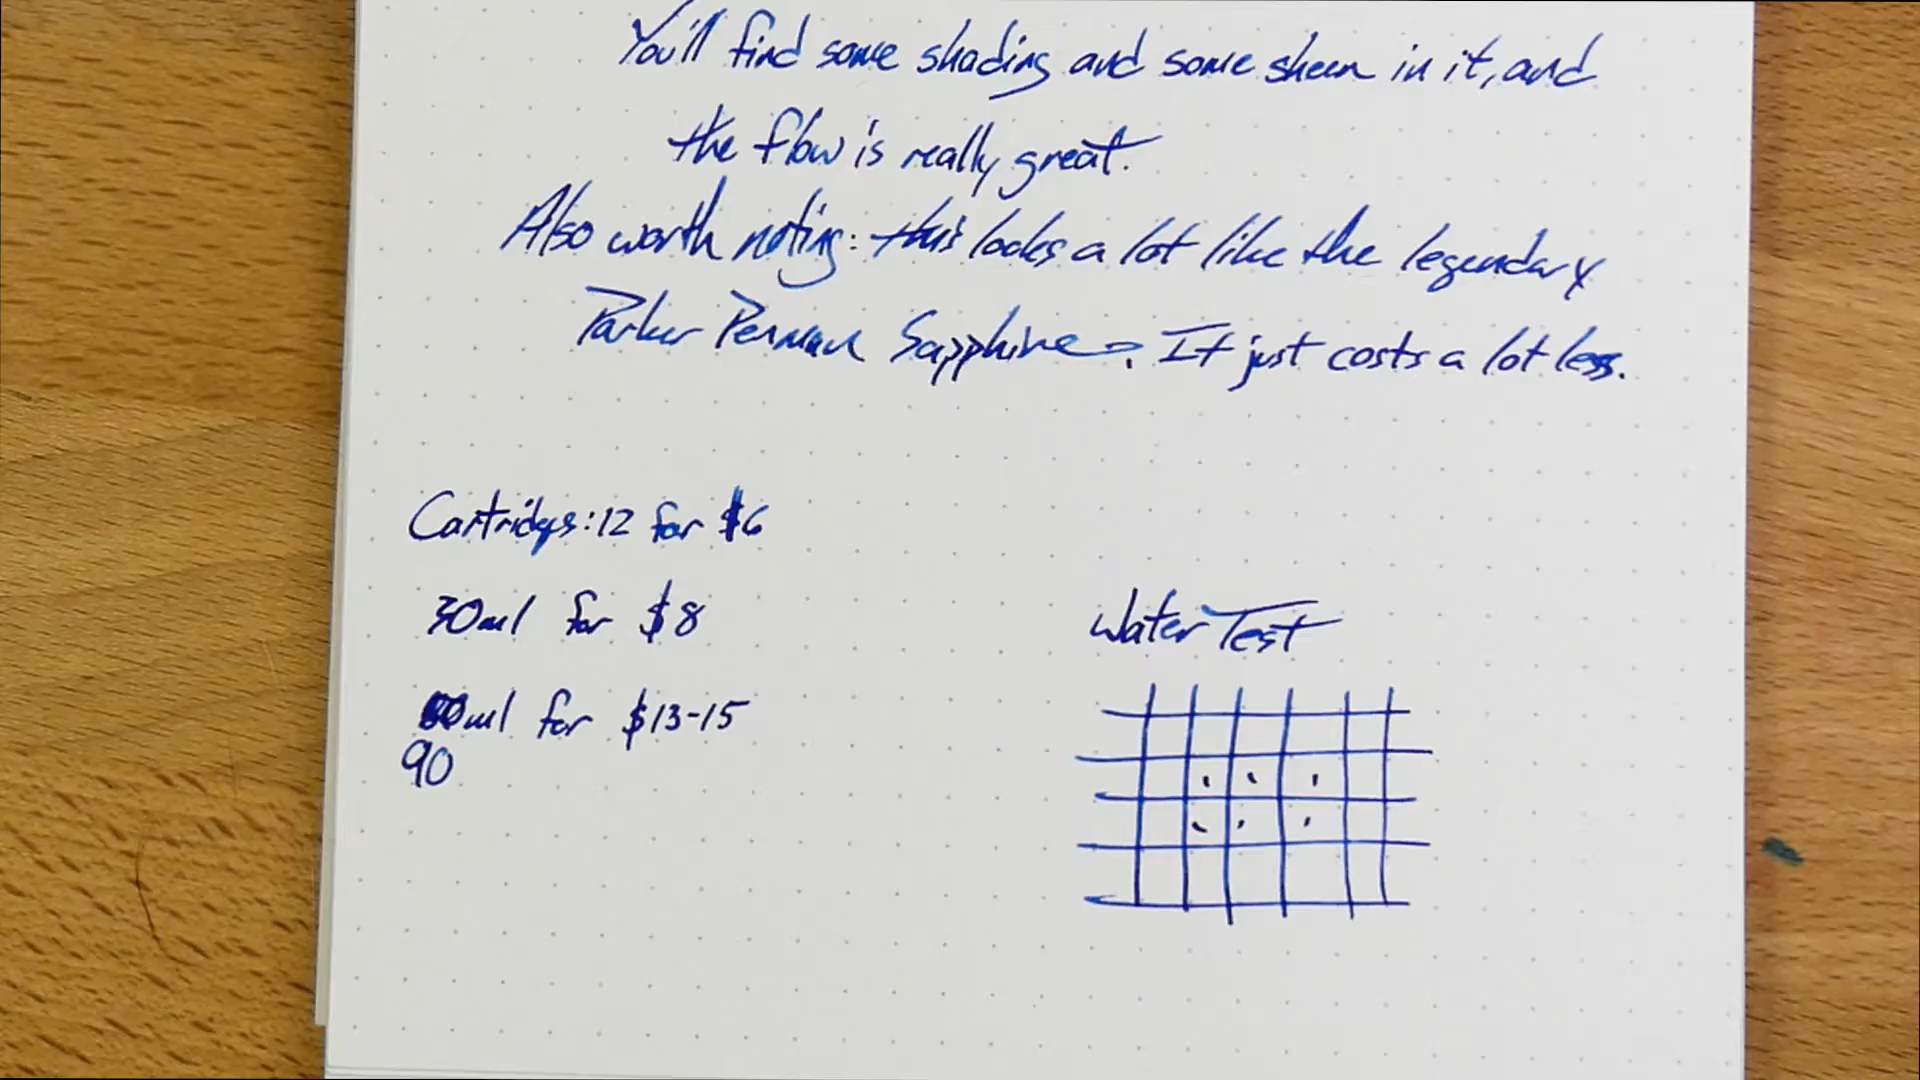 You'll find some shading and some sheen in it, and
the flow is really great.
Also worth noting: this looks a lot like the legendary
Parker Penman Sapphire. It just costs a lot less.
Cartridges: 12 for $6
30ml for $8
ml for $13-15
90
Water Test